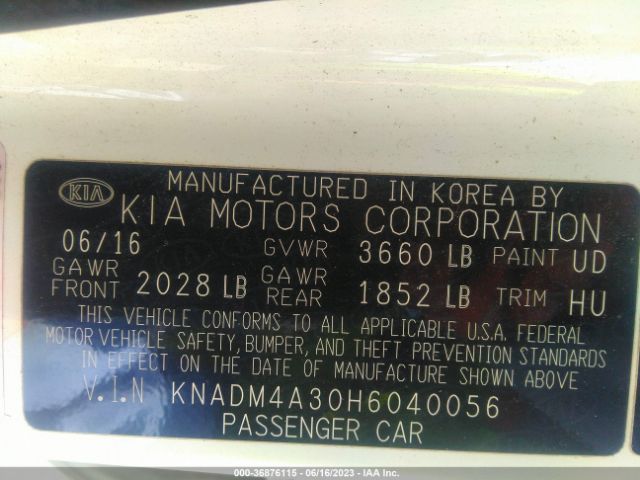 KIA MANUFACTURED IN KOREA BY
KIA MOTORS CORPORATION
06/16 GVWR 3660 LB PAINT UD
GAWR FRONT 2028 LB GAWR REAR 1852 LB TRIM HU
THIS VEHICLE CONFORMS TO ALL APPLICABLE U.S.A. FEDERAL
MOTOR VEHICLE SAFETY, BUMPER, AND THEFT PREVENTION STANDARDS
IN EFFECT ON THE DATE OF MANUFACTURE SHOWN ABOVE
V.I.N KNADM4A30H6040056
PASSENGER CAR
000-36876115 - 06/16/2023 - IAA Inc.